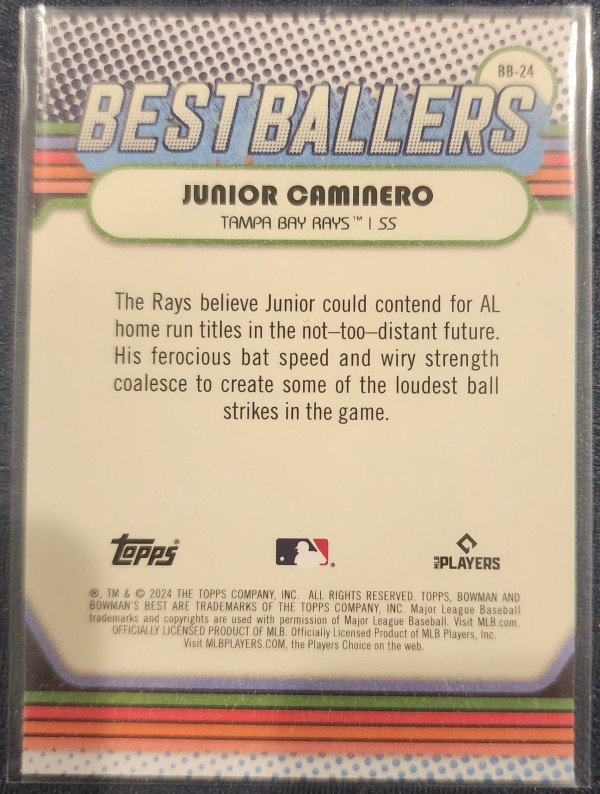 BB-24
BEST BALLERS
JUNIOR CAMINERO
TAMPA BAY RAYS™ | SS
The Rays believe Junior could contend for AL
home run titles in the not–too–distant future.
His ferocious bat speed and wiry strength
coalesce to create some of the loudest ball
strikes in the game.
Topps® ® MLB PLAYERS
®, TM & © 2024 THE TOPPS COMPANY, INC. ALL RIGHTS RESERVED. TOPPS, BOWMAN AND
BOWMAN'S BEST ARE TRADEMARKS OF THE TOPPS COMPANY, INC. Major League Baseball
trademarks and copyrights are used with permission of Major League Baseball. Visit MLB.com.
OFFICIALLY LICENSED PRODUCT OF MLB. Officially Licensed Product of MLB Players, Inc.
Visit MLBPLAYERS.COM, the Players Choice on the web.